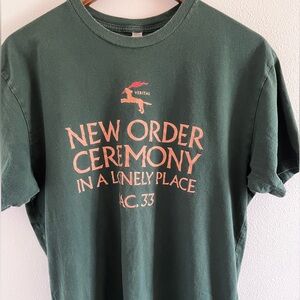 NEW ORDER
CEREMONY
IN A LONELY PLACE
AC. 33